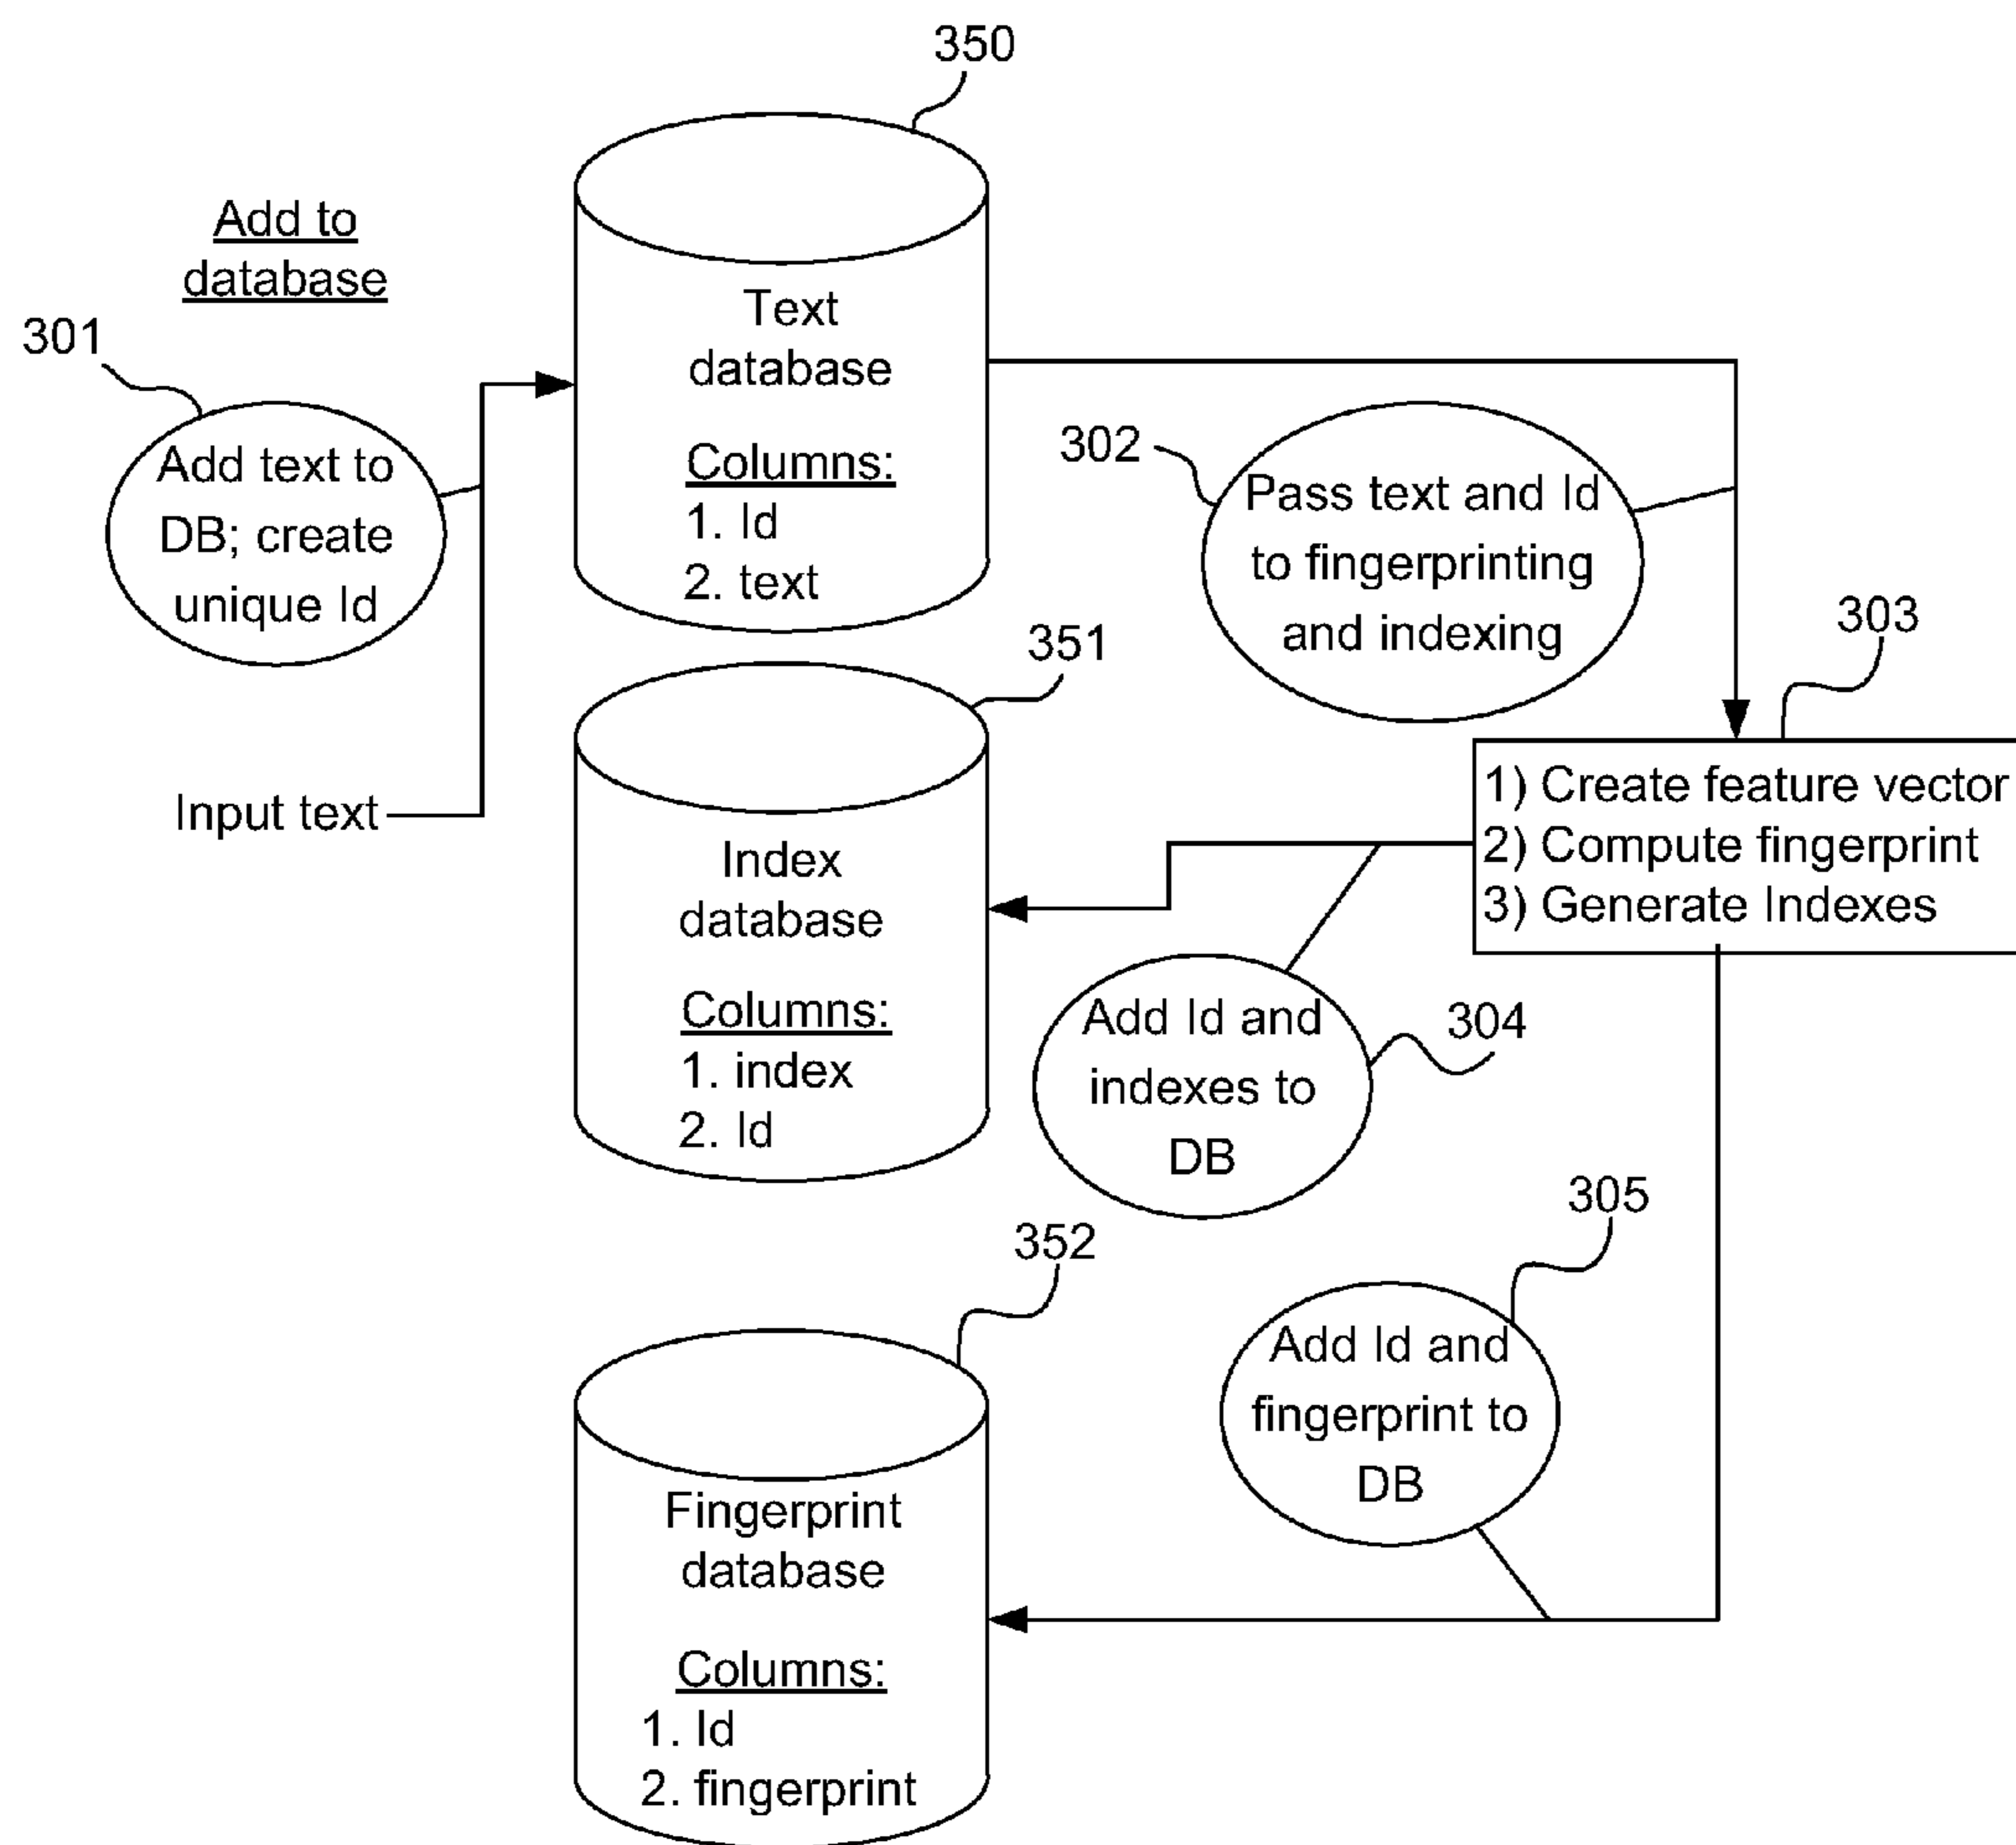 350
Add to
database
301
Add text to
DB; create
unique Id
Input text
Text
database
Columns:
1. Id
2. text
302
Pass text and Id
to fingerprinting
and indexing
303
1) Create feature vector
2) Compute fingerprint
3) Generate Indexes
351
Index
database
Columns:
1. index
2. Id
304
Add Id and
indexes to
DB
305
Add Id and
fingerprint to
DB
352
Fingerprint
database
Columns:
1. Id
2. fingerprint